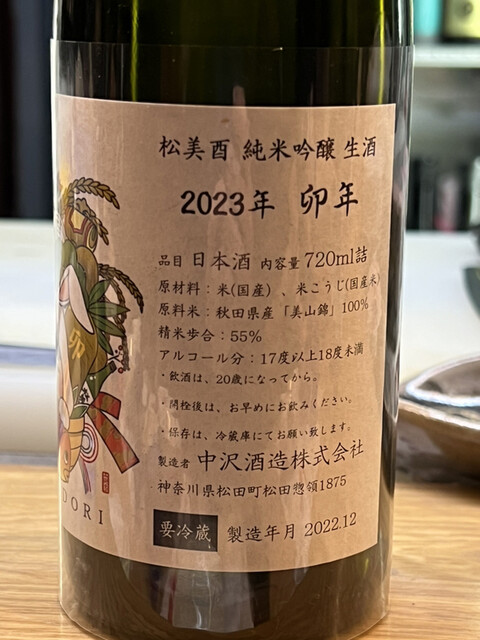 松美酉 純米吟醸 生酒
2023年 卯年
品目 日本酒 内容量 720ml詰
原材料：米(国産)、米こうじ(国産米)
原料米：秋田県産「美山錦」100%
精米歩合：55%
アルコール分：17度以上18度未満
・飲酒は、20歳になってから。
・開栓後は、お早めにお飲みください。
・保存は、冷蔵庫にてお願い致します。
製造者 中沢酒造株式会社
神奈川県松田町松田惣領1875
要冷蔵 製造年月 2022.12
卯
DORI